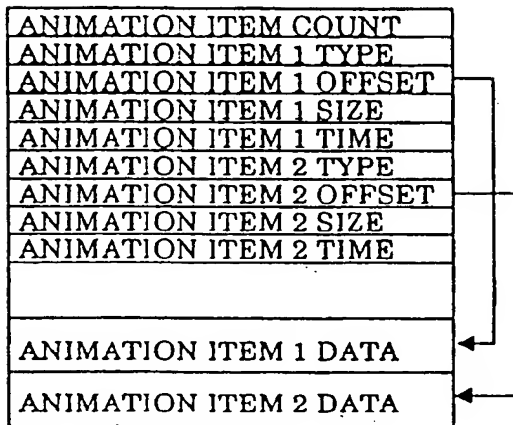 ANIMATION ITEM COUNT
ANIMATION ITEM 1 TYPE
ANIMATION ITEM 1 OFFSET
ANIMATION ITEM 1 SIZE
ANIMATION ITEM 1 TIME
ANIMATION ITEM 2 TYPE
ANIMATION ITEM 2 OFFSET
ANIMATION ITEM 2 SIZE
ANIMATION ITEM 2 TIME
ANIMATION ITEM 1 DATA
ANIMATION ITEM 2 DATA